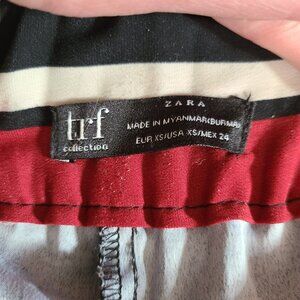 trf
collection
ZARA
MADE IN MYANMAR(BURMA)
EUR XS/USA XS/MEX 24